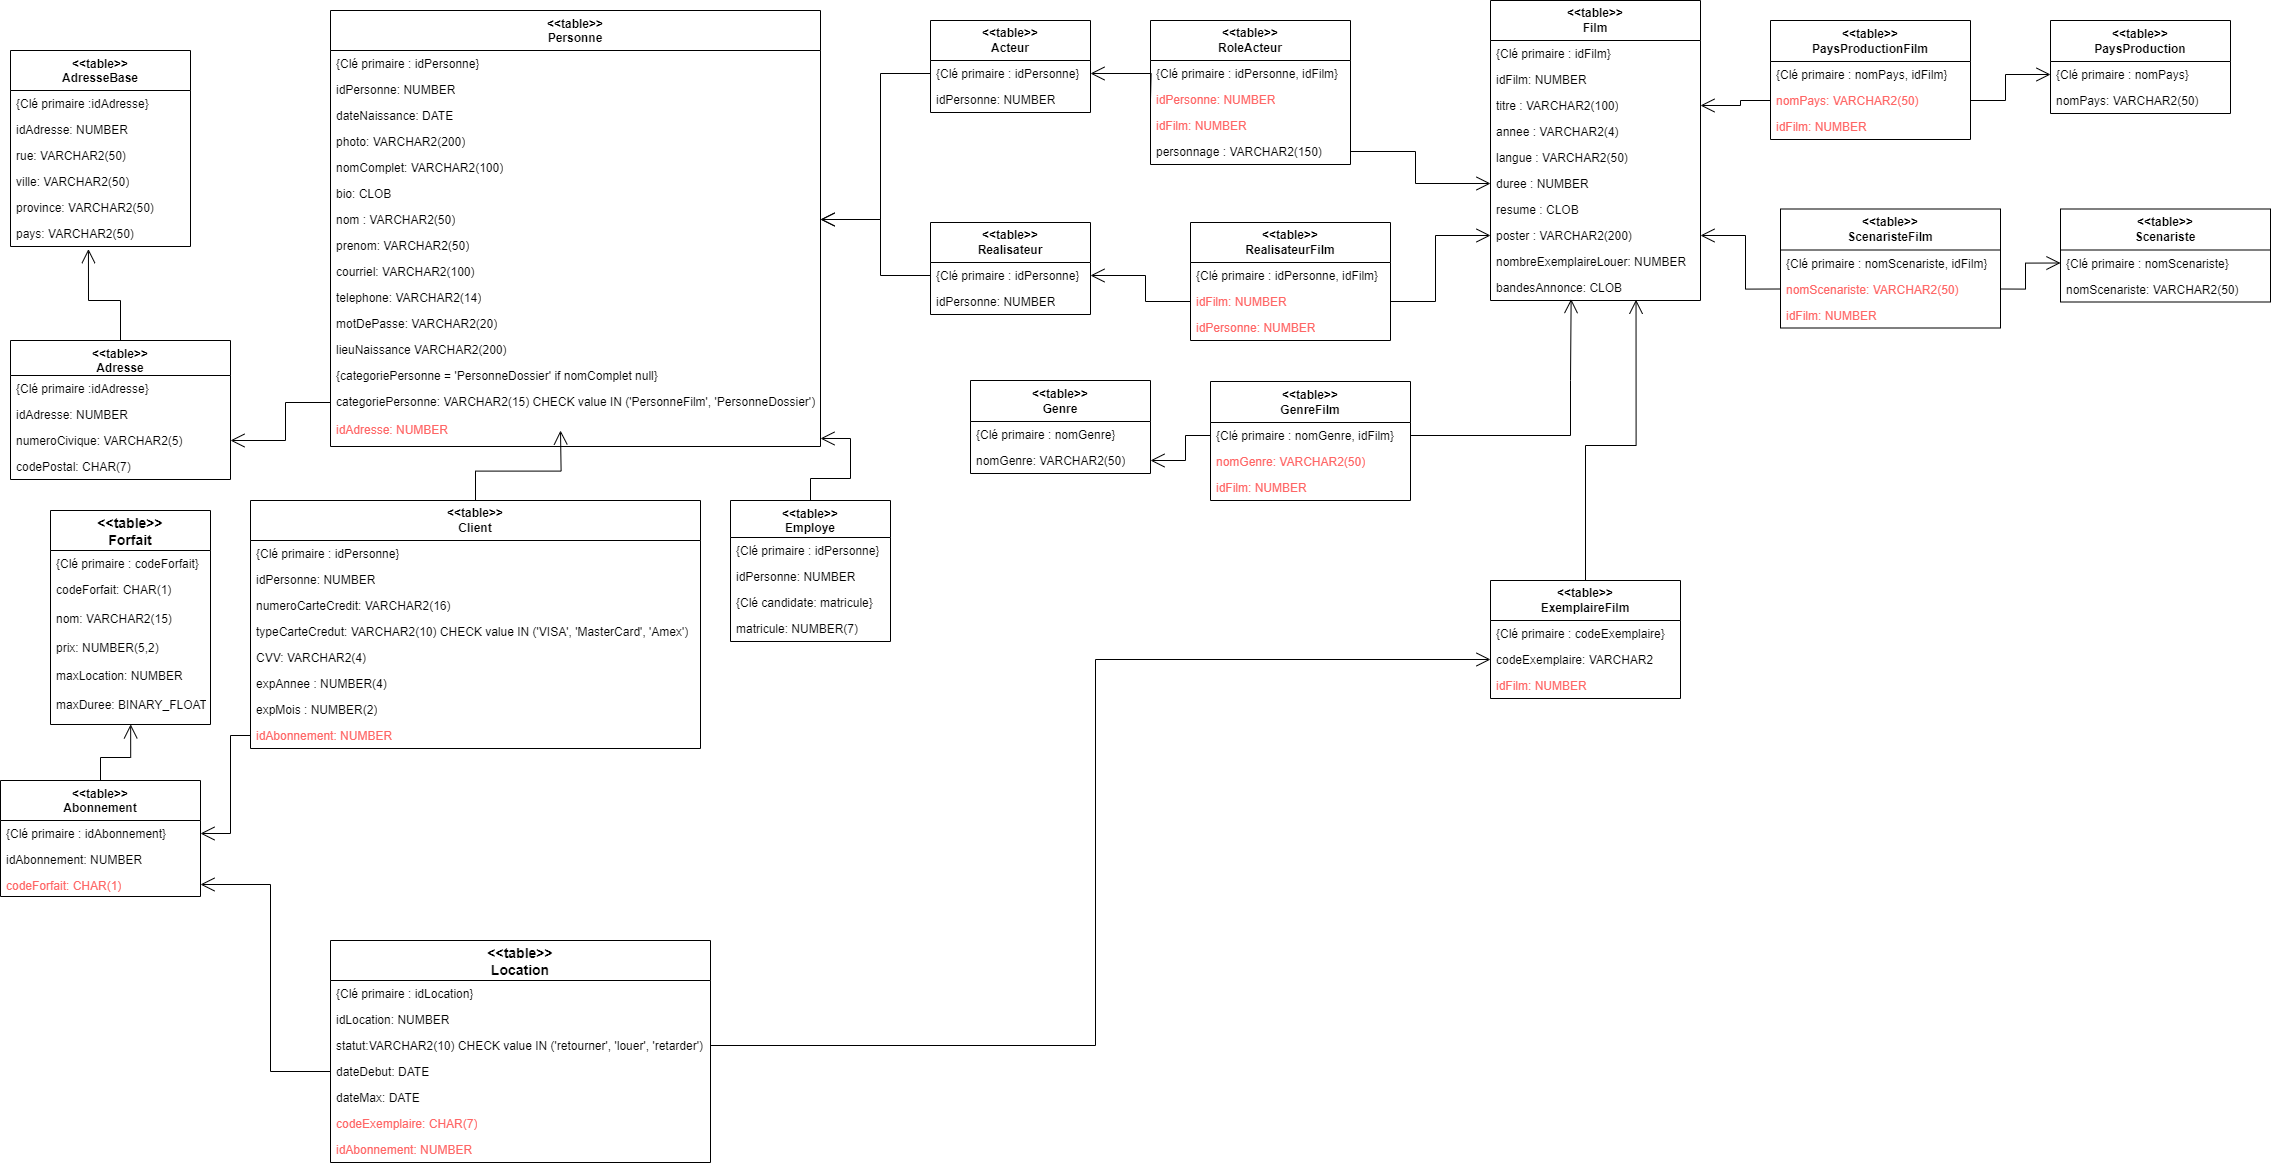 <<table>>
AdresseBase
{Clé primaire :idAdresse}
idAdresse: NUMBER
rue: VARCHAR2(50)
ville: VARCHAR2(50)
province: VARCHAR2(50)
pays: VARCHAR2(50)
<<table>>
Adresse
{Clé primaire :idAdresse}
idAdresse: NUMBER
numeroCivique: VARCHAR2(5)
codePostal: CHAR(7)
<<table>>
Personne
{Clé primaire : idPersonne}
idPersonne: NUMBER
dateNaissance: DATE
photo: VARCHAR2(200)
nomComplet: VARCHAR2(100)
bio: CLOB
nom : VARCHAR2(50)
prenom: VARCHAR2(50)
courriel: VARCHAR2(100)
telephone: VARCHAR2(14)
motDePasse: VARCHAR2(20)
lieuNaissance VARCHAR2(200)
{categoriePersonne = 'PersonneDossier' if nomComplet null}
categoriePersonne: VARCHAR2(15) CHECK value IN ('PersonneFilm', 'PersonneDossier')
idAdresse: NUMBER
<<table>>
Acteur
{Clé primaire : idPersonne}
idPersonne: NUMBER
<<table>>
RoleActeur
{Clé primaire : idPersonne, idFilm}
idPersonne: NUMBER
idFilm: NUMBER
personnage : VARCHAR2(150)
<<table>>
Realisateur
{Clé primaire : idPersonne}
idPersonne: NUMBER
<<table>>
RealisateurFilm
{Clé primaire : idPersonne, idFilm}
idFilm: NUMBER
idPersonne: NUMBER
<<table>>
Film
{Clé primaire : idFilm}
idFilm: NUMBER
titre : VARCHAR2(100)
annee : VARCHAR2(4)
langue : VARCHAR2(50)
duree : NUMBER
resume : CLOB
poster : VARCHAR2(200)
nombreExemplaireLouer: NUMBER
bandesAnnonce: CLOB
<<table>>
PaysProductionFilm
{Clé primaire : nomPays, idFilm}
nomPays: VARCHAR2(50)
idFilm: NUMBER
<<table>>
PaysProduction
{Clé primaire : nomPays}
nomPays: VARCHAR2(50)
<<table>>
ScenaristeFilm
{Clé primaire : nomScenariste, idFilm}
nomScenariste: VARCHAR2(50)
idFilm: NUMBER
<<table>>
Scenariste
{Clé primaire : nomScenariste}
nomScenariste: VARCHAR2(50)
<<table>>
Genre
{Clé primaire : nomGenre}
nomGenre: VARCHAR2(50)
<<table>>
GenreFilm
{Clé primaire : nomGenre, idFilm}
nomGenre: VARCHAR2(50)
idFilm: NUMBER
<<table>>
Forfait
{Clé primaire : codeForfait}
codeForfait: CHAR(1)
nom: VARCHAR2(15)
prix: NUMBER(5,2)
maxLocation: NUMBER
maxDuree: BINARY_FLOAT
<<table>>
Client
{Clé primaire : idPersonne}
idPersonne: NUMBER
numeroCarteCredit: VARCHAR2(16)
typeCarteCredut: VARCHAR2(10) CHECK value IN ('VISA', 'MasterCard', 'Amex')
CVV: VARCHAR2(4)
expAnnee : NUMBER(4)
expMois : NUMBER(2)
idAbonnement: NUMBER
<<table>>
Employe
{Clé primaire : idPersonne}
idPersonne: NUMBER
{Clé candidate: matricule}
matricule: NUMBER(7)
<<table>>
ExemplaireFilm
{Clé primaire : codeExemplaire}
codeExemplaire: VARCHAR2
idFilm: NUMBER
<<table>>
Abonnement
{Clé primaire : idAbonnement}
idAbonnement: NUMBER
codeForfait: CHAR(1)
<<table>>
Location
{Clé primaire : idLocation}
idLocation: NUMBER
statut:VARCHAR2(10) CHECK value IN ('retourner', 'louer', 'retarder')
dateDebut: DATE
dateMax: DATE
codeExemplaire: CHAR(7)
idAbonnement: NUMBER